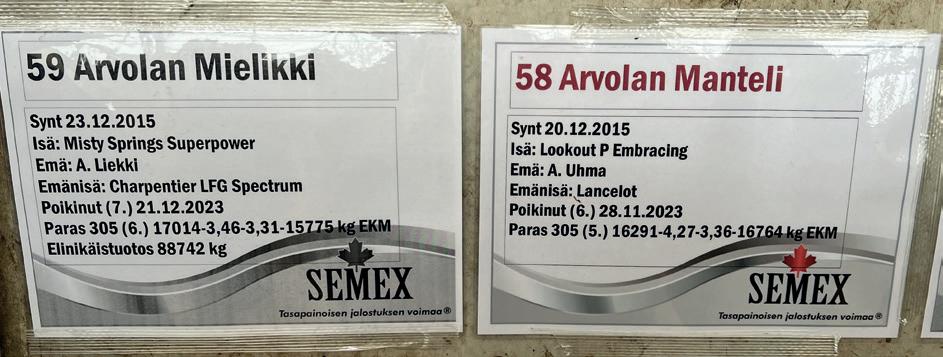 59 Arvolan Mielikki
Synt 23.12.2015
Isä: Misty Springs Superpower
Emä: A. Liekki
Emänisä: Charpentier LFG Spectrum
Poikinut (7.) 21.12.2023
Paras 305 (6.) 17014-3,46-3,31-15775 kg EKM
Elinikäistuotos 88742 kg
SEMEX
Tasapainoisen jalostuksen voimaa®
58 Arvolan Manteli
Synt 20.12.2015
Isä: Lookout P Embracing
Emä: A. Uhma
Emänisä: Lancelot
Poikinut (6.) 28.11.2023
Paras 305 (5.) 16291-4,27-3,36-16764 kg EKM
SEMEX
Tasapainoisen jalostuksen voimaa®